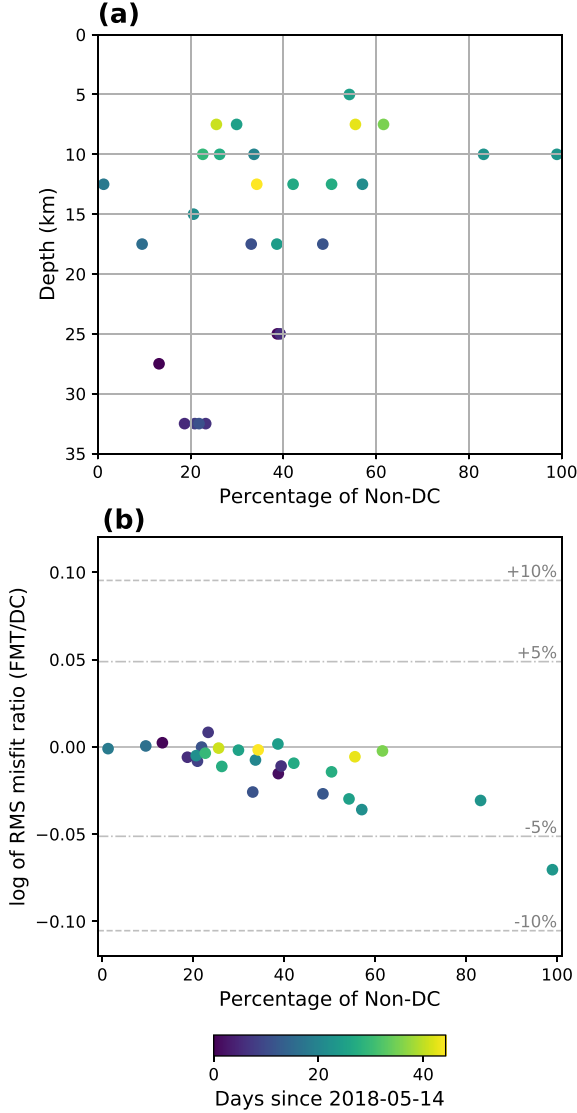 (a)
0
5
10
15
20
25
30
35
Depth (km)
0 20 40 60 80 100
Percentage of Non-DC
(b)
0.10
0.05
0.00
−0.05
−0.10
log of RMS misfit ratio (FMT/DC)
+10%
+5%
-5%
-10%
0 20 40 60 80 100
Percentage of Non-DC
0 20 40
Days since 2018-05-14